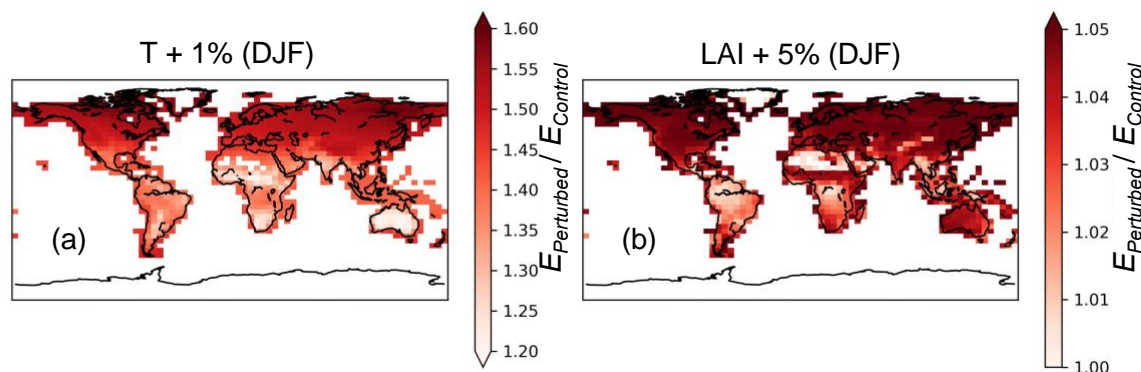 T + 1% (DJF)
(a)
1.60
1.55
1.50
1.45
1.40
1.35
1.30
1.25
1.20
E_Perturbed / E_Control
LAI + 5% (DJF)
(b)
1.05
1.04
1.03
1.02
1.01
1.00
E_Perturbed / E_Control